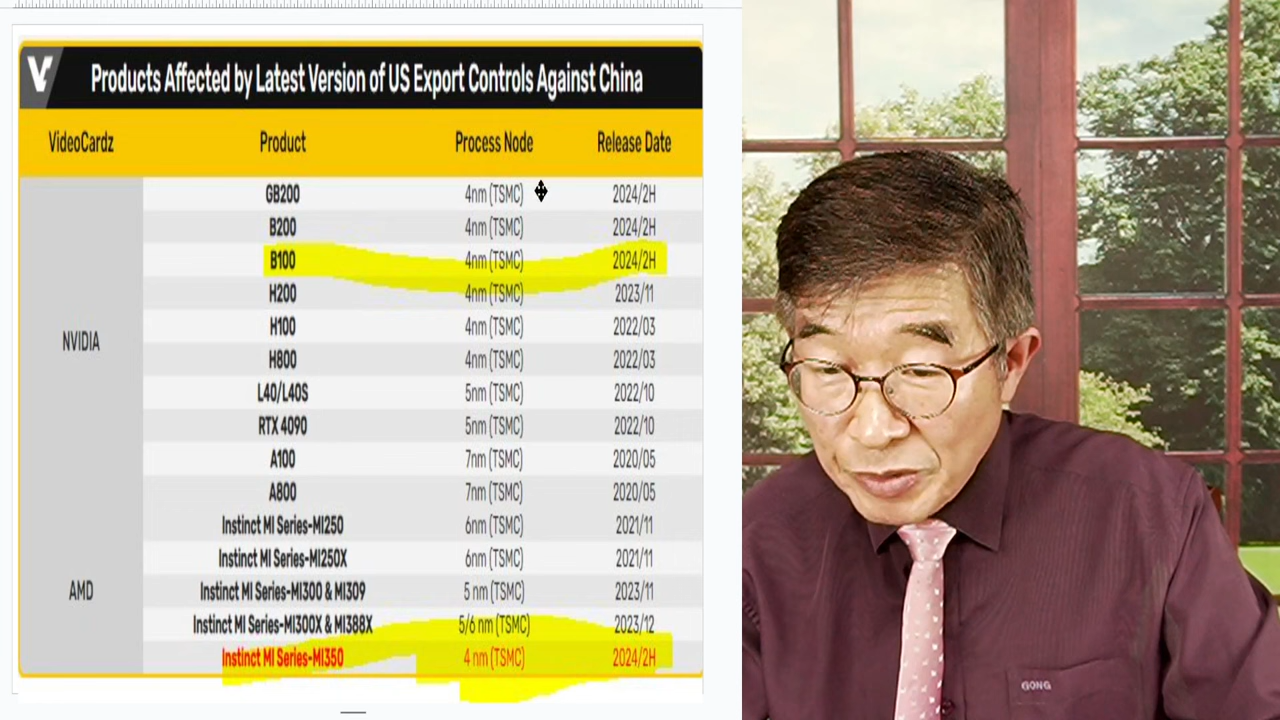 V Products Affected by Latest Version of US Export Controls Against China
VideoCardz Product Process Node Release Date
GB200 4nm (TSMC) 2024/2H
B200 4nm (TSMC) 2024/2H
B100 4nm (TSMC) 2024/2H
H200 4nm (TSMC) 2023/11
H100 4nm (TSMC) 2022/03
NVIDIA
H800 4nm (TSMC) 2022/03
L40/L40S 5nm (TSMC) 2022/10
RTX 4090 5nm (TSMC) 2022/10
A100 7nm (TSMC) 2020/05
A800 7nm (TSMC) 2020/05
Instinct MI Series-MI250 6nm (TSMC) 2021/11
Instinct MI Series-MI250X 6nm (TSMC) 2021/11
AMD Instinct MI Series-MI300 & MI309 5 nm (TSMC) 2023/11
Instinct MI Series-MI300X & MI388X 5/6 nm (TSMC) 2023/12
Instinct MI Series-MI350 4 nm (TSMC) 2024/2H
GONG